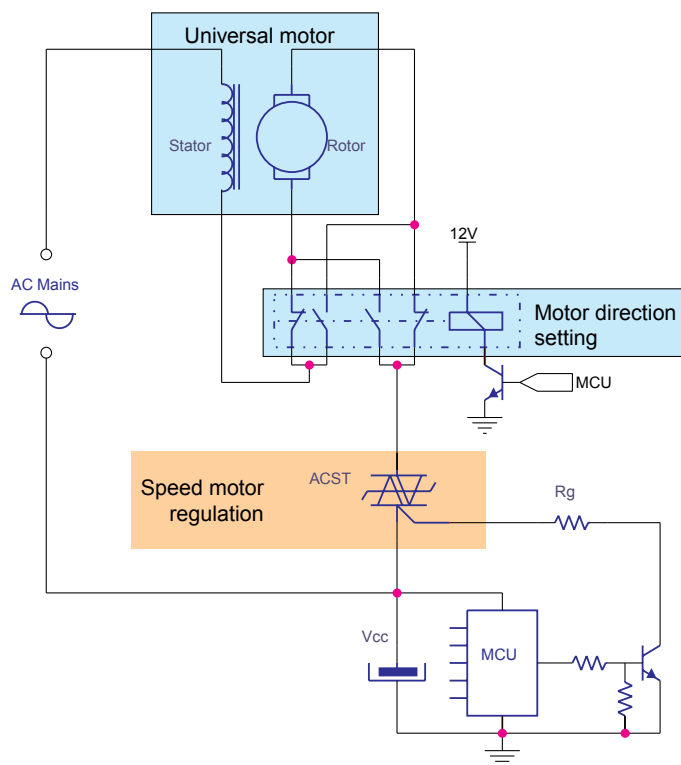 Universal motor
Stator
Rotor
12V
AC Mains
Motor direction
setting
MCU
Speed motor
regulation
ACST
Rg
Vcc
MCU